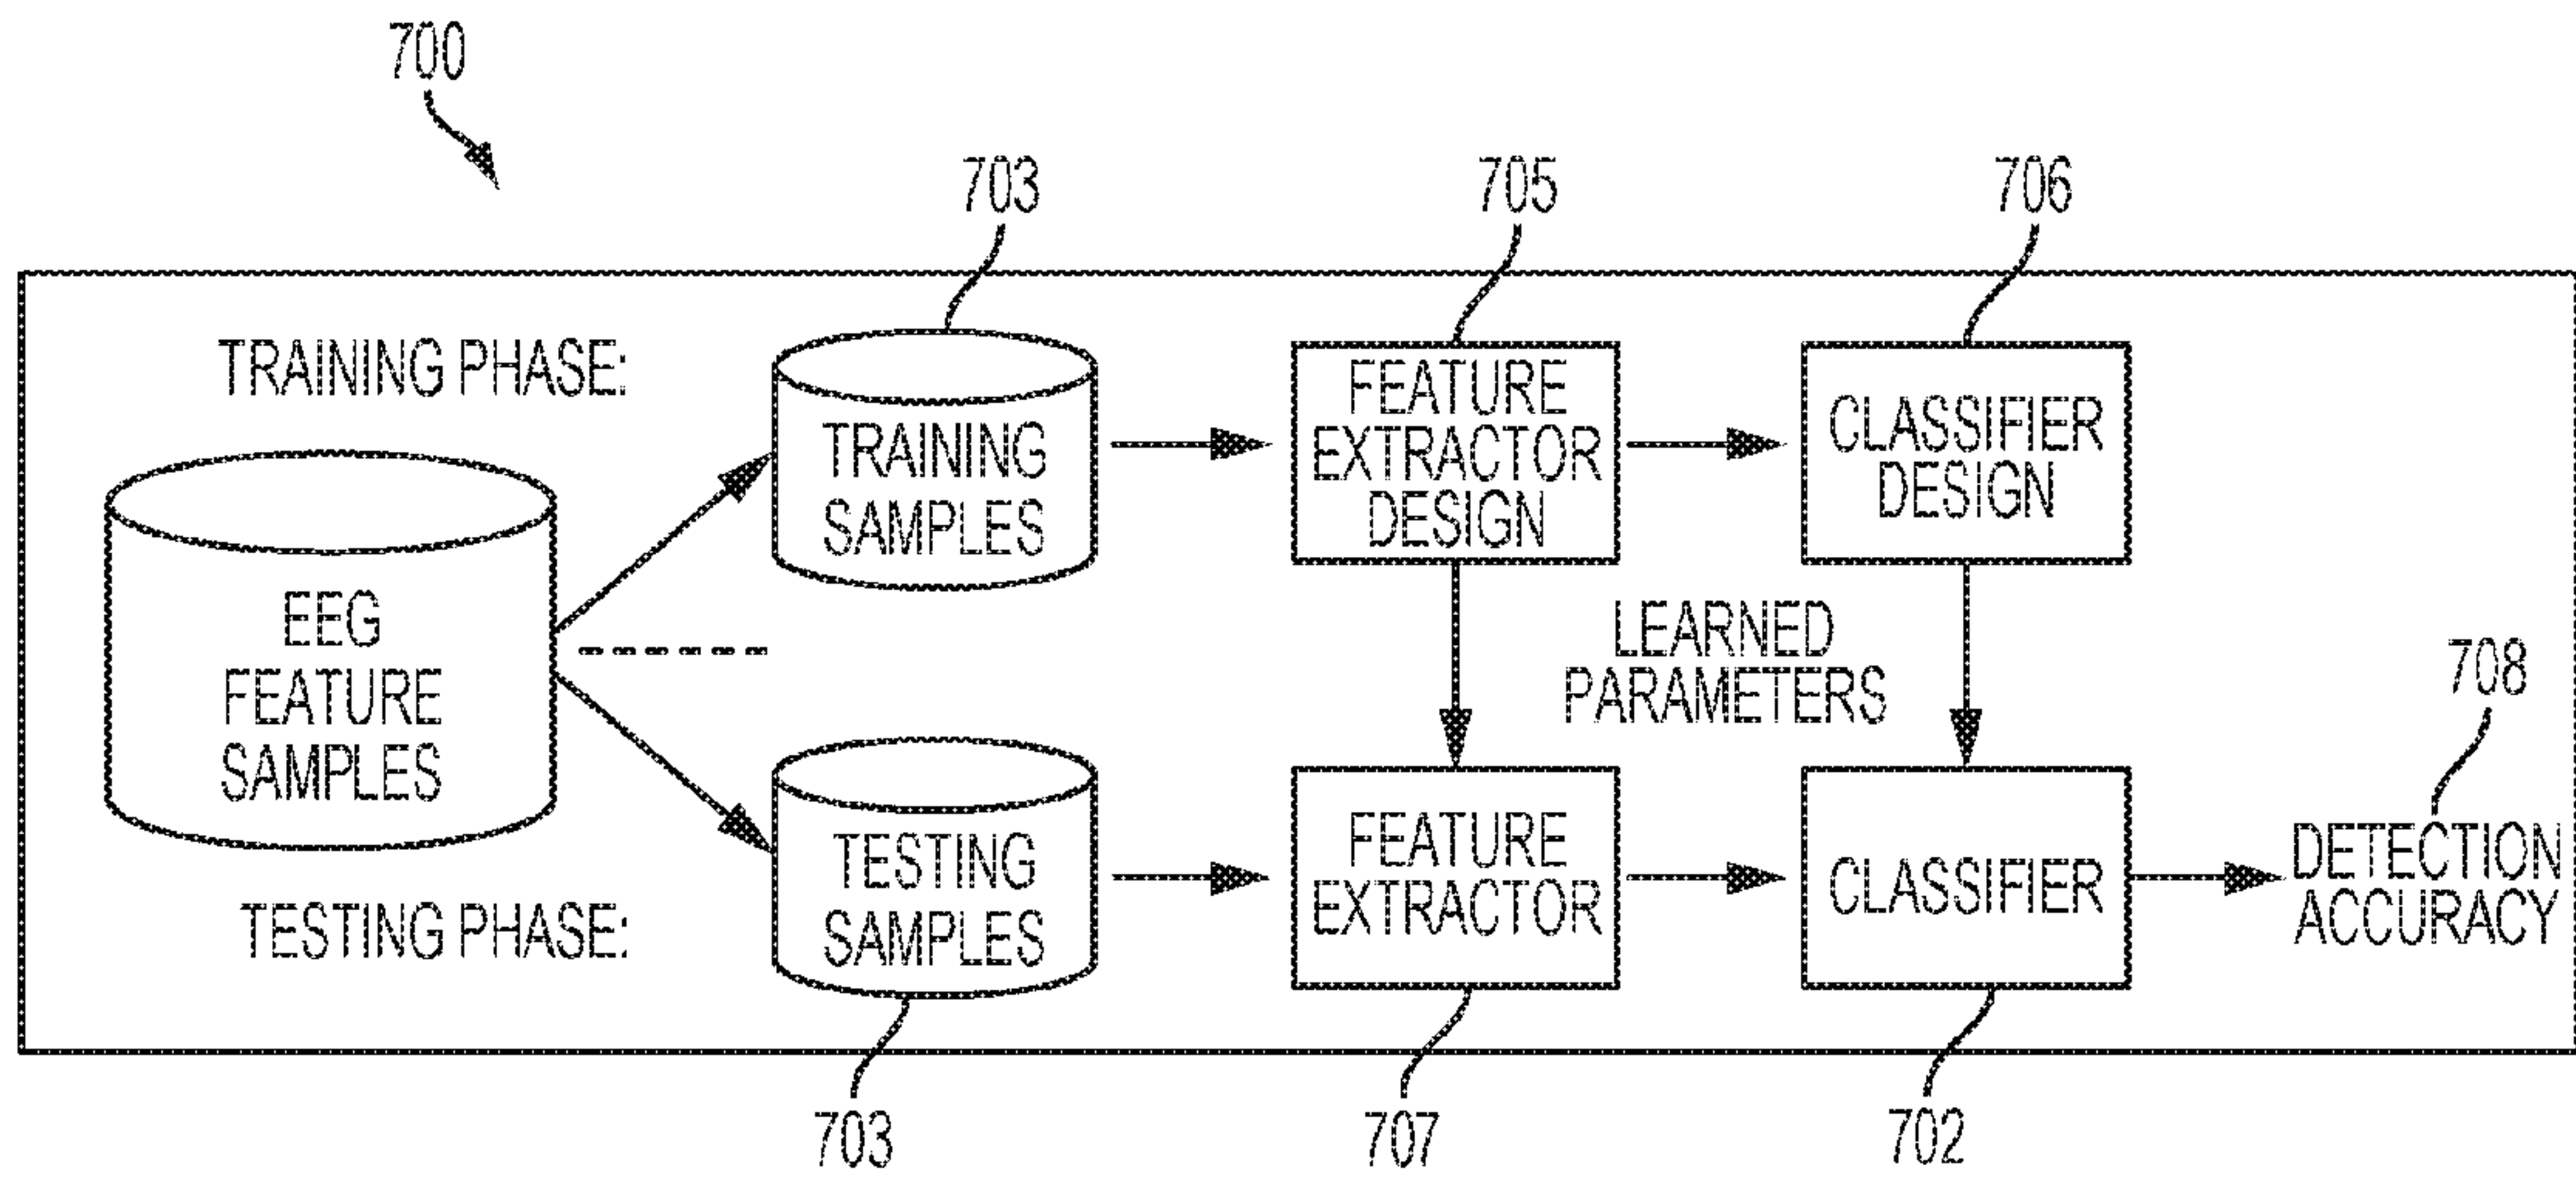 700
703
705
706
TRAINING PHASE:
TRAINING
SAMPLES
FEATURE
EXTRACTOR
DESIGN
CLASSIFIER
DESIGN
EEG
FEATURE
SAMPLES
LEARNED
PARAMETERS
708
TESTING PHASE:
TESTING
SAMPLES
FEATURE
EXTRACTOR
CLASSIFIER
DETECTION
ACCURACY
703
707
702